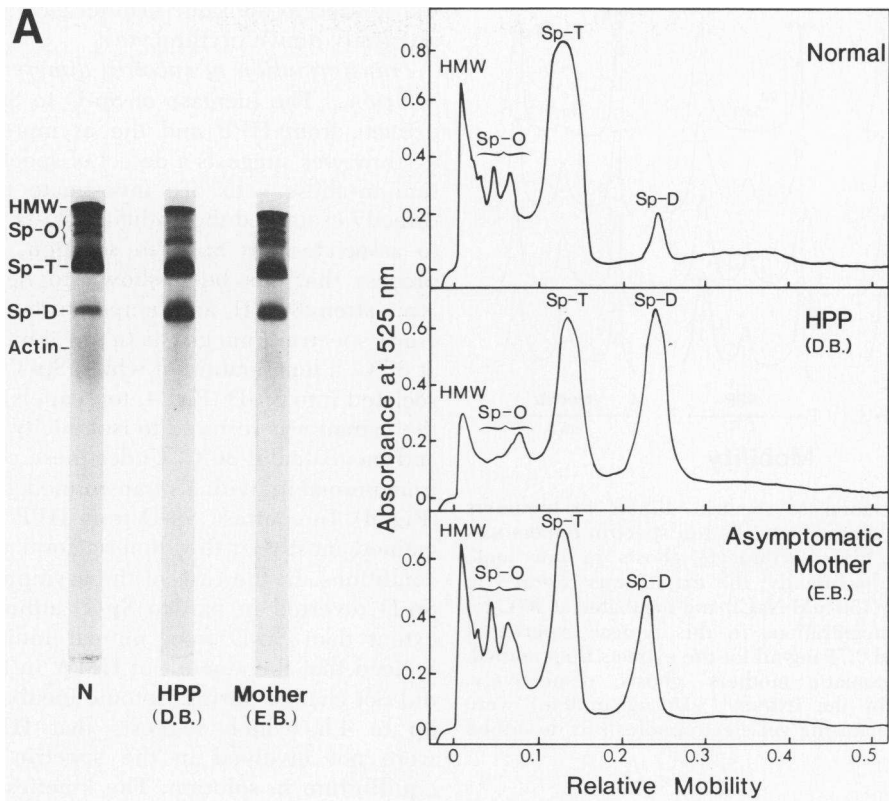 A
HMW-
Sp-O{
Sp-T-
Sp-D-
Actin-
N
HPP
(D.B.)
Mother
(E.B.)
Absorbance at 525 nm
0.8
0.6
0.4
0.2
0
HMW
Sp-O
Sp-T
Sp-D
Normal
0.6
0.4
0.2
0
HMW
Sp-O
Sp-T
Sp-D
HPP
(D.B.)
0.6
0.4
0.2
0
HMW
Sp-O
Sp-T
Sp-D
Asymptomatic
Mother
(E.B.)
0
0.1
0.2
0.3
0.4
0.5
Relative Mobility